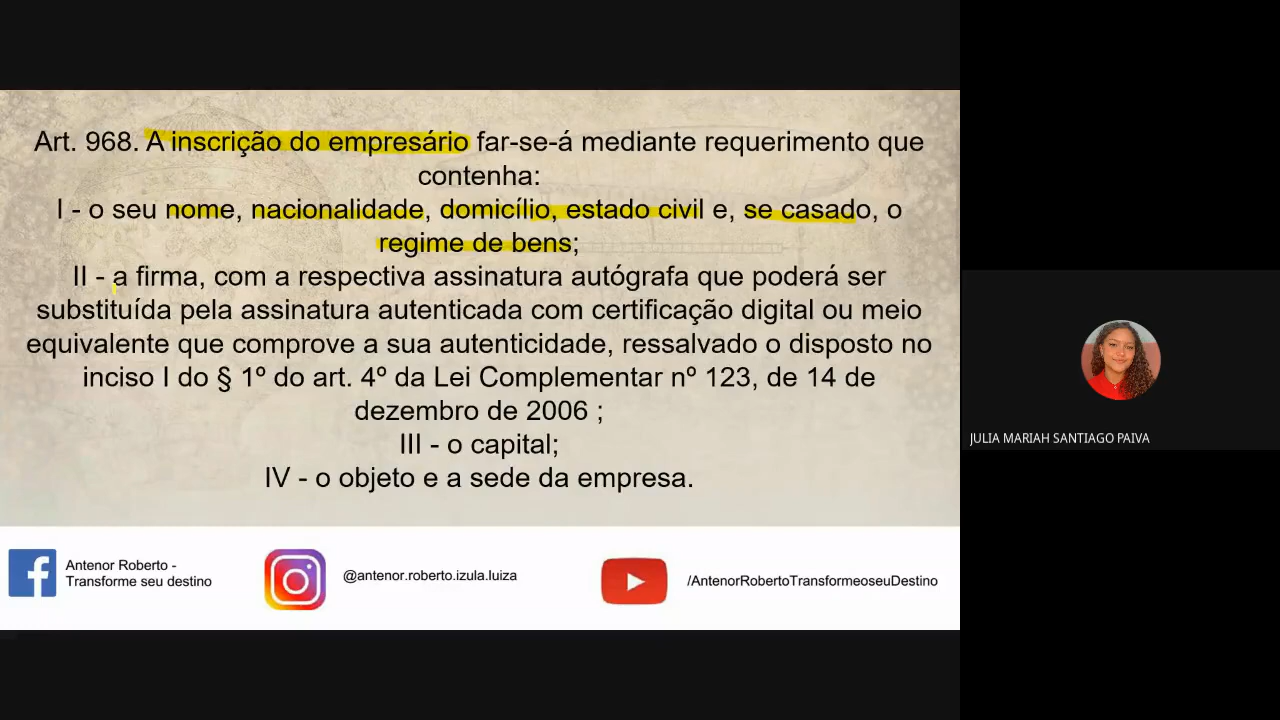 Art. 968. A inscrição do empresário far-se-á mediante requerimento que
contenha:
I - o seu nome, nacionalidade, domicílio, estado civil e, se casado, o
regime de bens;
II - a firma, com a respectiva assinatura autógrafa que poderá ser
substituída pela assinatura autenticada com certificação digital ou meio
equivalente que comprove a sua autenticidade, ressalvado o disposto no
inciso I do § 1º do art. 4º da Lei Complementar nº 123, de 14 de
dezembro de 2006 ;
III - o capital;
IV - o objeto e a sede da empresa.
Antenor Roberto -
Transforme seu destino
@antenor.roberto.izula.luiza
/AntenorRobertoTransformeoseuDestino
JULIA MARIAH SANTIAGO PAIVA